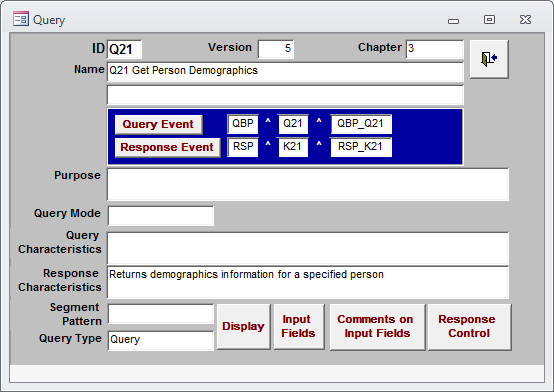 Query
ID Q21 Version 5 Chapter 3
Name Q21 Get Person Demographics
Query Event QBP ^ Q21 ^ QBP_Q21
Response Event RSP ^ K21 ^ RSP_K21
Purpose
Query Mode
Query
Characteristics
Response
Characteristics
Returns demographics information for a specified person
Segment
Pattern
Query Type Query
Display
Input
Fields
Comments on
Input Fields
Response
Control